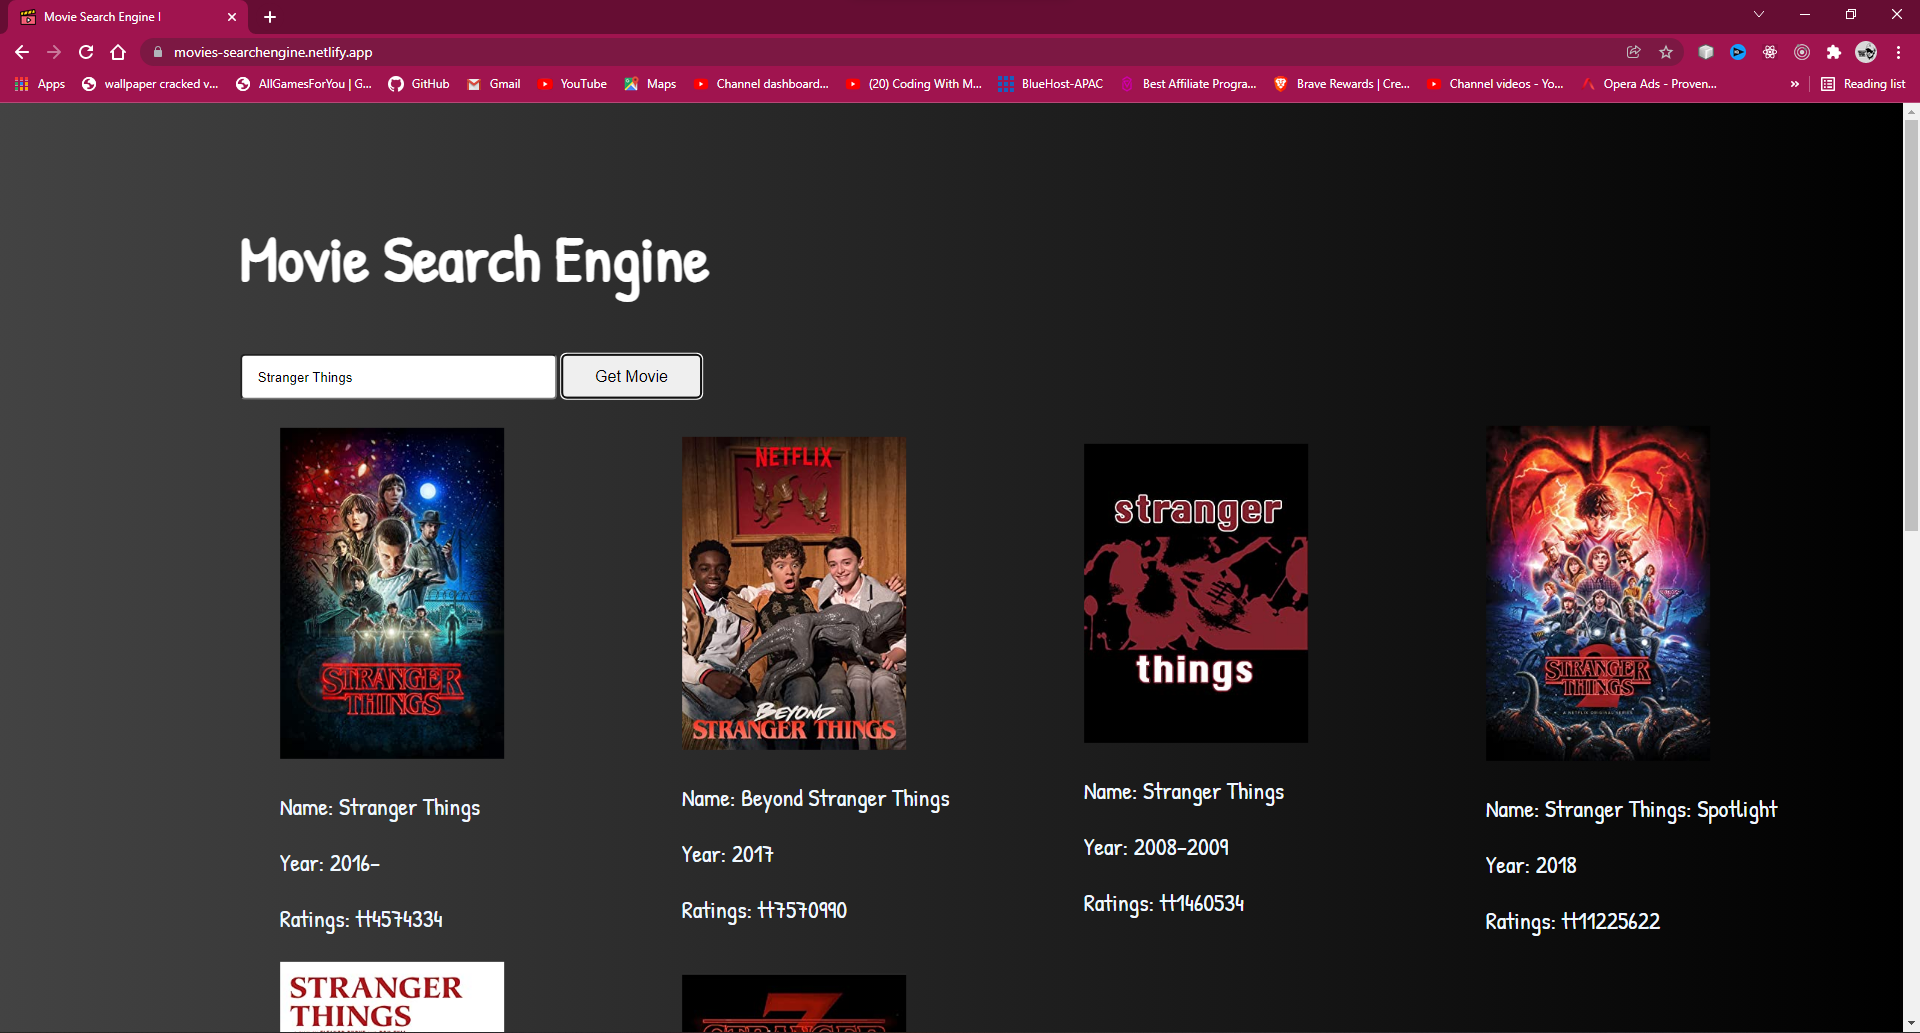 Movie Search Engine |
movies-searchengine.netlify.app
Apps
wallpaper cracked v...
AllGamesForYou | G...
GitHub
Gmail
YouTube
Maps
Channel dashboard...
(20) Coding With M...
BlueHost-APAC
Best Affiliate Progra...
Brave Rewards | Cre...
Channel videos - Yo...
Opera Ads - Proven...
»
Reading list
Movie Search Engine
Stranger Things
Get Movie
STRANGER
THINGS
Name: Stranger Things
Year: 2016–
Ratings: tt4574334
NETFLIX
BEYOND
STRANGER THINGS
Name: Beyond Stranger Things
Year: 2017
Ratings: tt7570990
stranger
things
Name: Stranger Things
Year: 2008–2009
Ratings: tt1460534
2
STRANGER
THINGS
A NETFLIX ORIGINAL SERIES
Name: Stranger Things: Spotlight
Year: 2018
Ratings: tt11225622
STRANGER
THINGS
STRANGER